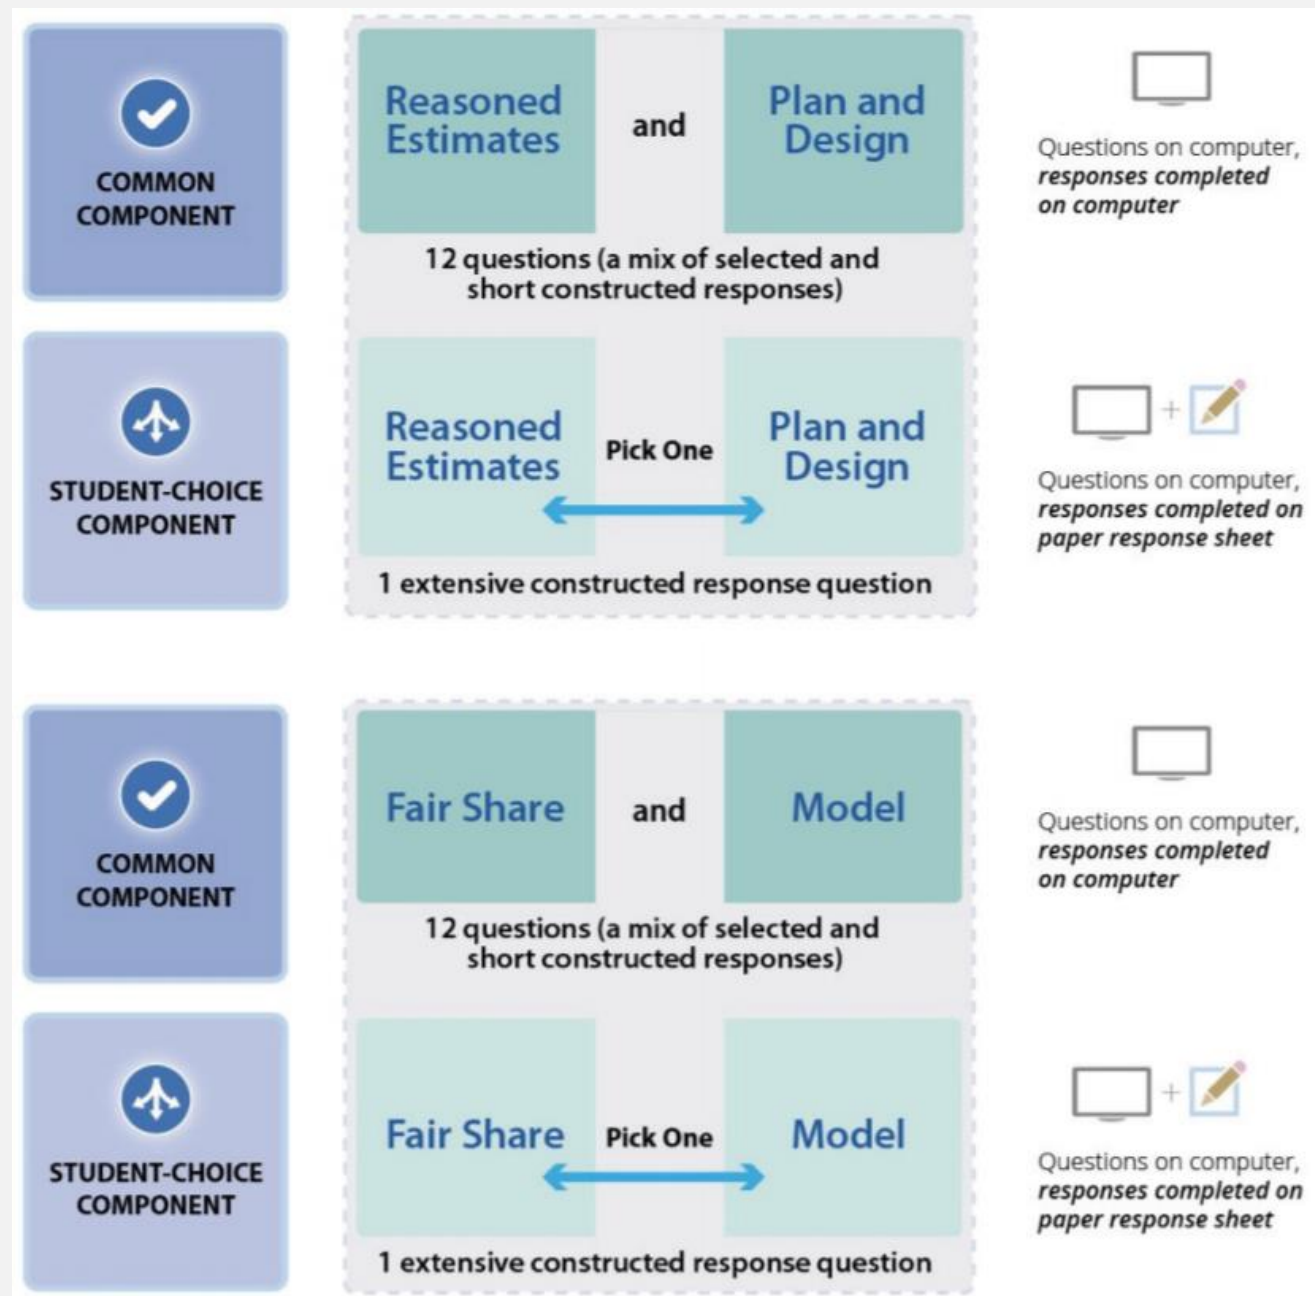 COMMON
COMPONENT
Reasoned
Estimates
and
Plan and
Design
12 questions (a mix of selected and
short constructed responses)
Questions on computer,
responses completed
on computer
STUDENT-CHOICE
COMPONENT
Reasoned
Estimates
Pick One
Plan and
Design
1 extensive constructed response question
Questions on computer,
responses completed on
paper response sheet
COMMON
COMPONENT
Fair Share
and
Model
12 questions (a mix of selected and
short constructed responses)
Questions on computer,
responses completed
on computer
STUDENT-CHOICE
COMPONENT
Fair Share
Pick One
Model
1 extensive constructed response question
Questions on computer,
responses completed on
paper response sheet